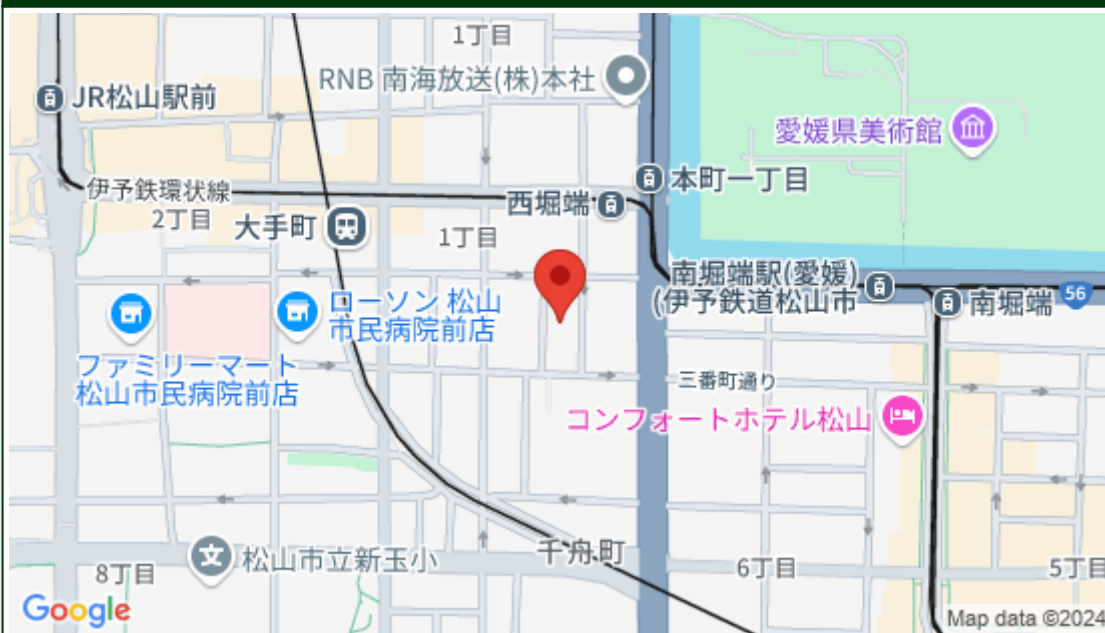 1丁目
RNB 南海放送(株)本社
JR松山駅前
愛媛県美術館
本町一丁目
伊予鉄環状線
西堀端
2丁目
大手町
1丁目
南堀端駅(愛媛)
(伊予鉄道松山市
南堀端
56
ローソン 松山
市民病院前店
ファミリーマート
松山市民病院前店
三番町通り
コンフォートホテル松山
千舟町
文
松山市立新玉小
8丁目
6丁目
5丁目
Google
Map data ©2024